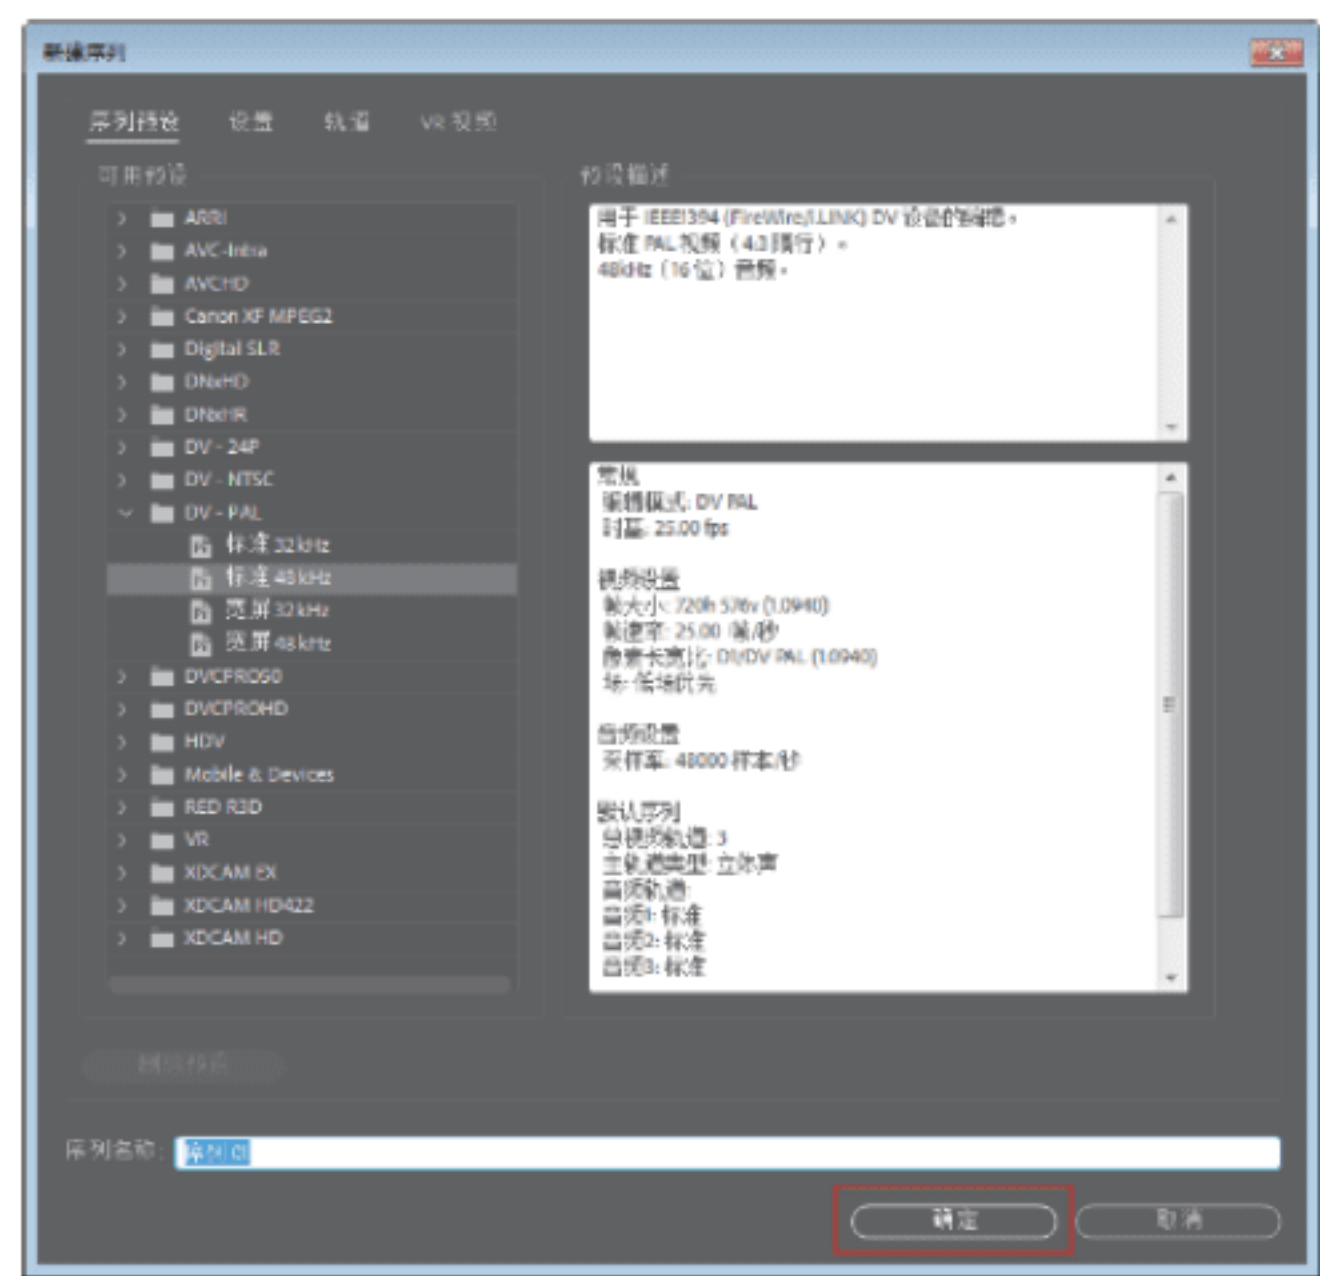 新建序列
序列预设 设置 轨道 VR 视频
可用预设
ARRI
AVC-Intra
AVCHD
Canon XF MPEG2
Digital SLR
DNxHD
DNxHR
DV - 24P
DV - NTSC
DV - PAL
标准 32kHz
标准 48kHz
宽屏 32kHz
宽屏 48kHz
DVCPRO50
DVCPROHD
HDV
Mobile & Devices
RED R3D
VR
XDCAM EX
XDCAM HD422
XDCAM HD
预设描述
用于 IEEE1394 (FireWire/i.LINK) DV 设备的编辑。
标准 PAL 视频（4:3 隔行）。
48kHz（16 位）音频。
常规
编辑模式: DV PAL
时基: 25.00 fps
视频设置
帧大小: 720h 576v (1.0940)
帧速率: 25.00 帧/秒
像素长宽比: D1/DV PAL (1.0940)
场: 低场优先
音频设置
采样率: 48000 样本/秒
默认序列
总视频轨道: 3
主轨道类型: 立体声
音频轨道:
音频1: 标准
音频2: 标准
音频3: 标准
删除预设
序列名称: 序列 01
确定 取消